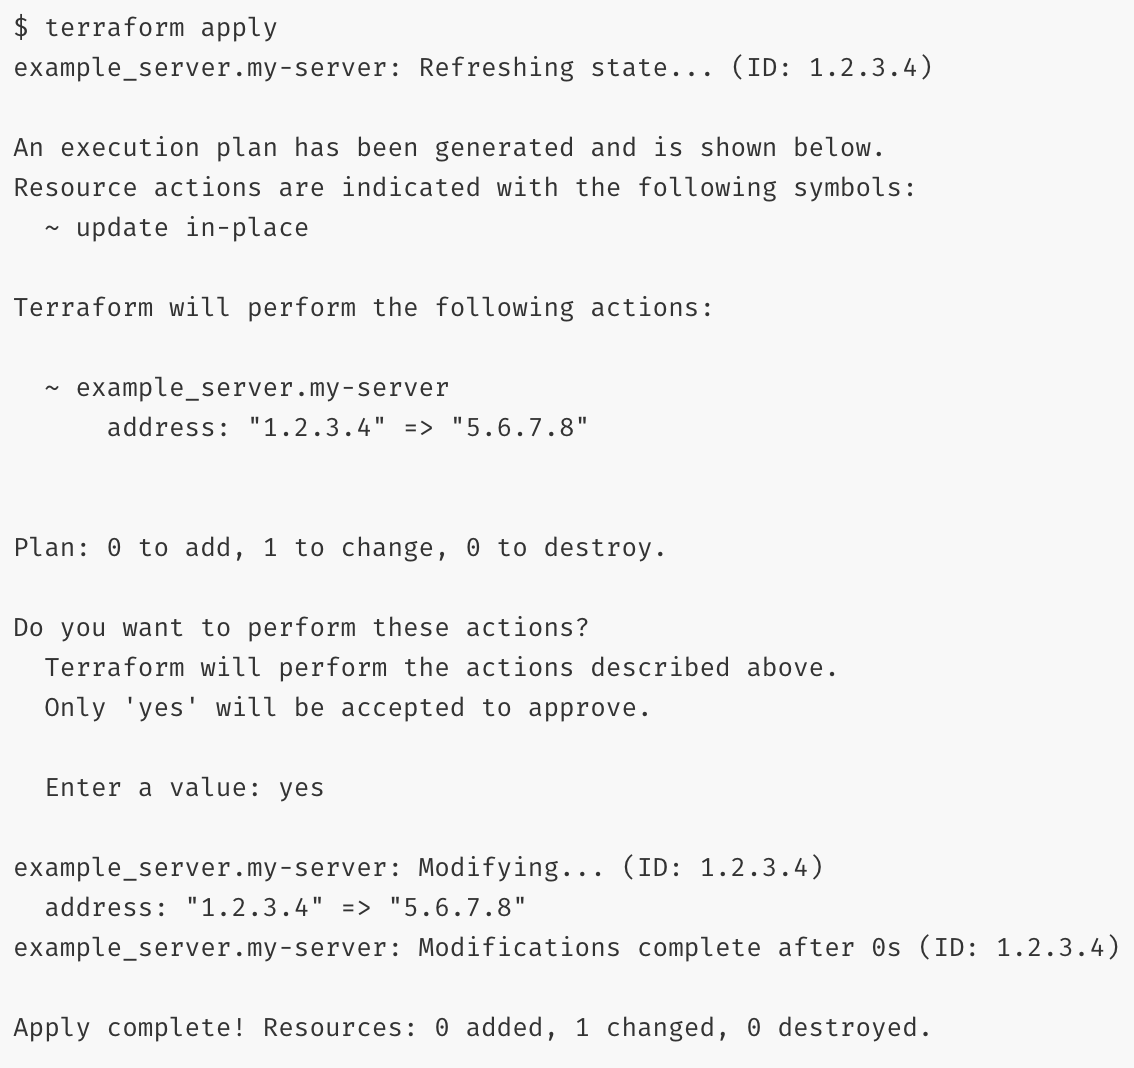 $ terraform apply
example_server.my-server: Refreshing state... (ID: 1.2.3.4)

An execution plan has been generated and is shown below.
Resource actions are indicated with the following symbols:
  ~ update in-place

Terraform will perform the following actions:

  ~ example_server.my-server
      address: "1.2.3.4" => "5.6.7.8"


Plan: 0 to add, 1 to change, 0 to destroy.

Do you want to perform these actions?
  Terraform will perform the actions described above.
  Only 'yes' will be accepted to approve.

  Enter a value: yes

example_server.my-server: Modifying... (ID: 1.2.3.4)
  address: "1.2.3.4" => "5.6.7.8"
example_server.my-server: Modifications complete after 0s (ID: 1.2.3.4)

Apply complete! Resources: 0 added, 1 changed, 0 destroyed.